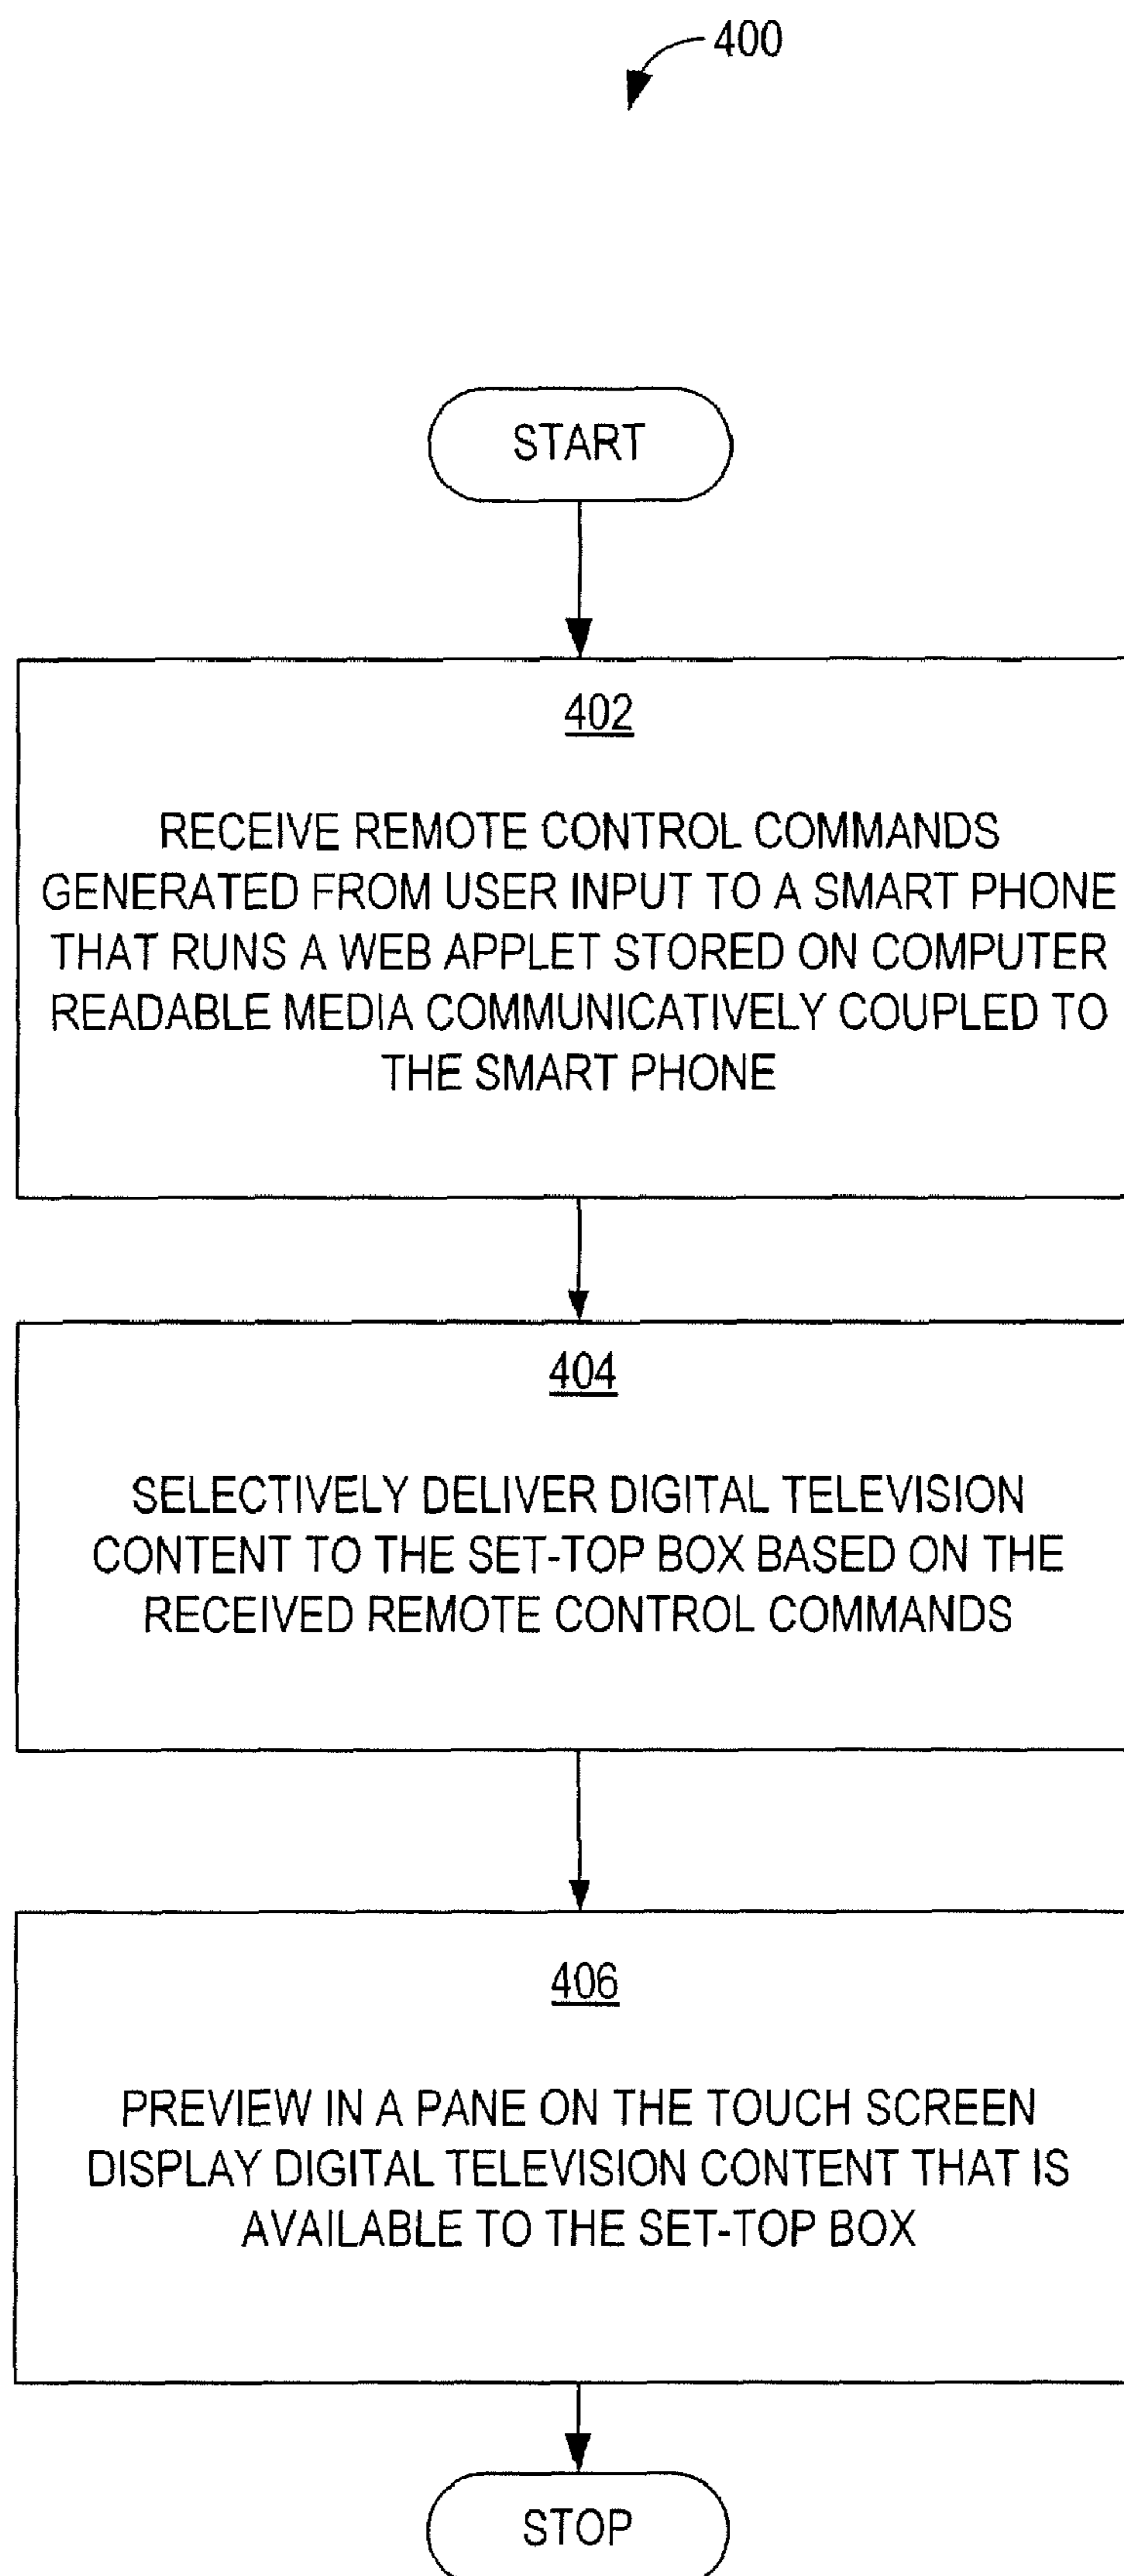 400
START
402
RECEIVE REMOTE CONTROL COMMANDS
GENERATED FROM USER INPUT TO A SMART PHONE
THAT RUNS A WEB APPLET STORED ON COMPUTER
READABLE MEDIA COMMUNICATIVELY COUPLED TO
THE SMART PHONE
404
SELECTIVELY DELIVER DIGITAL TELEVISION
CONTENT TO THE SET-TOP BOX BASED ON THE
RECEIVED REMOTE CONTROL COMMANDS
406
PREVIEW IN A PANE ON THE TOUCH SCREEN
DISPLAY DIGITAL TELEVISION CONTENT THAT IS
AVAILABLE TO THE SET-TOP BOX
STOP